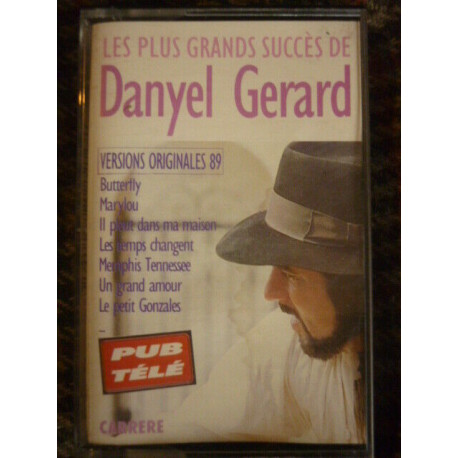 LES PLUS GRANDS SUCCÈS DE
Danyel Gerard
VERSIONS ORIGINALES 89
Butterfly
Marylou
Il pleut dans ma maison
Les temps changent
Memphis Tennessee
Un grand amour
Le petit Gonzales
PUB
TÉLÉ
CARRERE